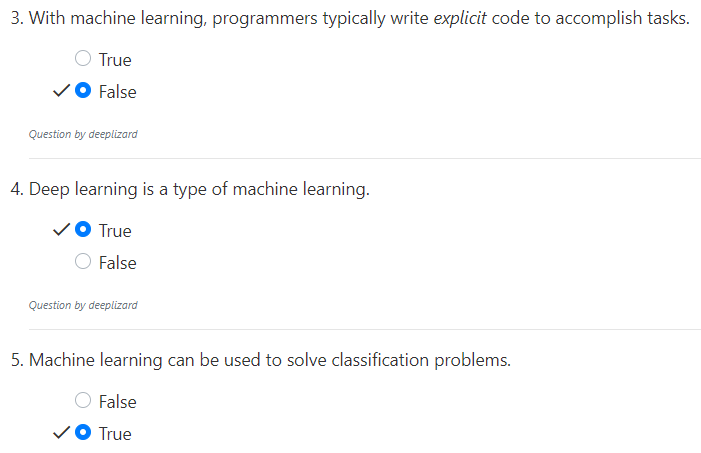 3. With machine learning, programmers typically write explicit code to accomplish tasks.
True
False
Question by deeplizard
4. Deep learning is a type of machine learning.
True
False
Question by deeplizard
5. Machine learning can be used to solve classification problems.
False
True